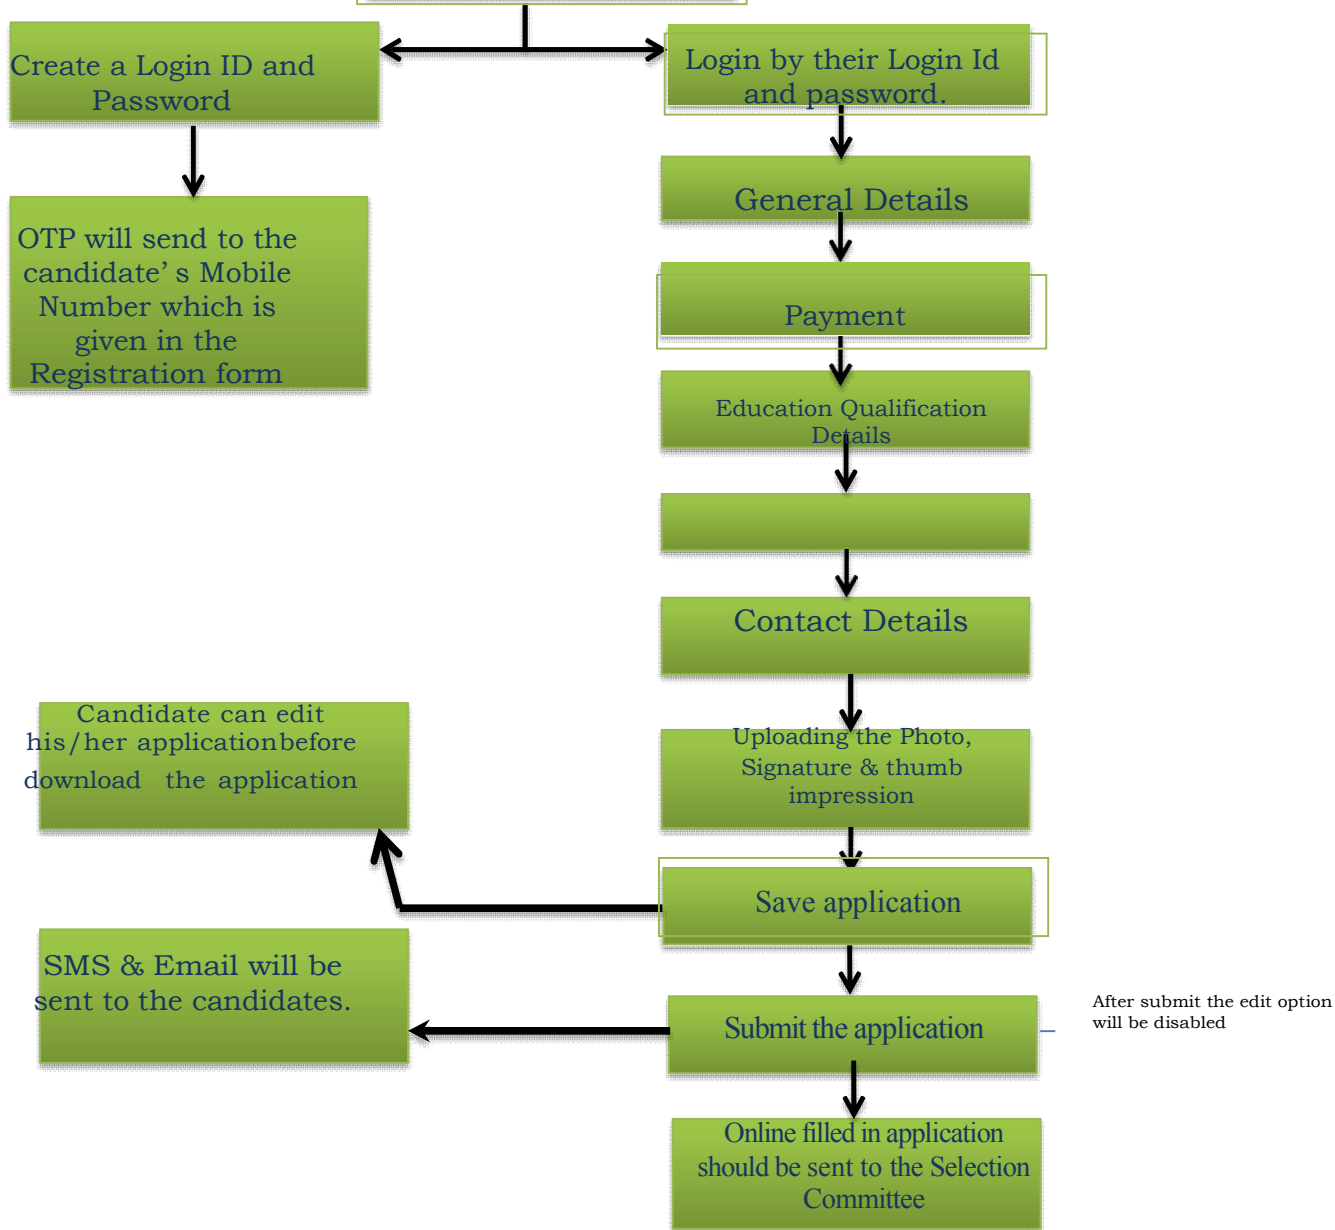 Create a Login ID and
Password
Login by their Login Id
and password.
General Details
OTP will send to the
candidate’ s Mobile
Number which is
given in the
Registration form
Payment
Education Qualification
Details
Contact Details
Candidate can edit
his/her applicationbefore
download the application
Uploading the Photo,
Signature & thumb
impression
Save application
SMS & Email will be
sent to the candidates.
Submit the application
After submit the edit option
will be disabled
Online filled in application
should be sent to the Selection
Committee